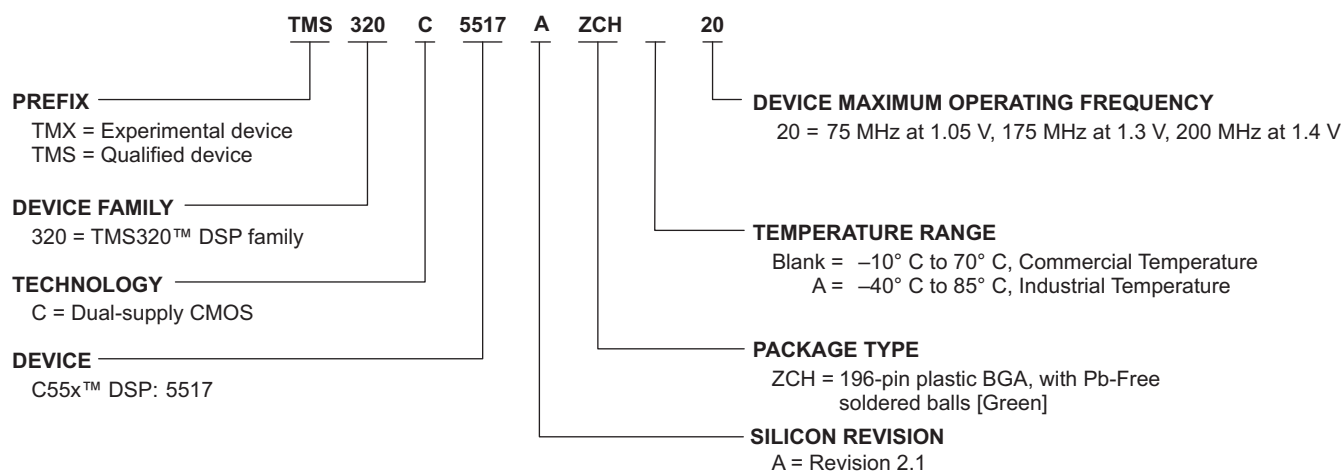 TMS 320 C 5517 A ZCH 20
PREFIX
TMX = Experimental device
TMS = Qualified device
DEVICE FAMILY
320 = TMS320™ DSP family
TECHNOLOGY
C = Dual-supply CMOS
DEVICE
C55x™ DSP: 5517
DEVICE MAXIMUM OPERATING FREQUENCY
20 = 75 MHz at 1.05 V, 175 MHz at 1.3 V, 200 MHz at 1.4 V
TEMPERATURE RANGE
Blank = –10° C to 70° C, Commercial Temperature
A = –40° C to 85° C, Industrial Temperature
PACKAGE TYPE
ZCH = 196-pin plastic BGA, with Pb-Free
soldered balls [Green]
SILICON REVISION
A = Revision 2.1